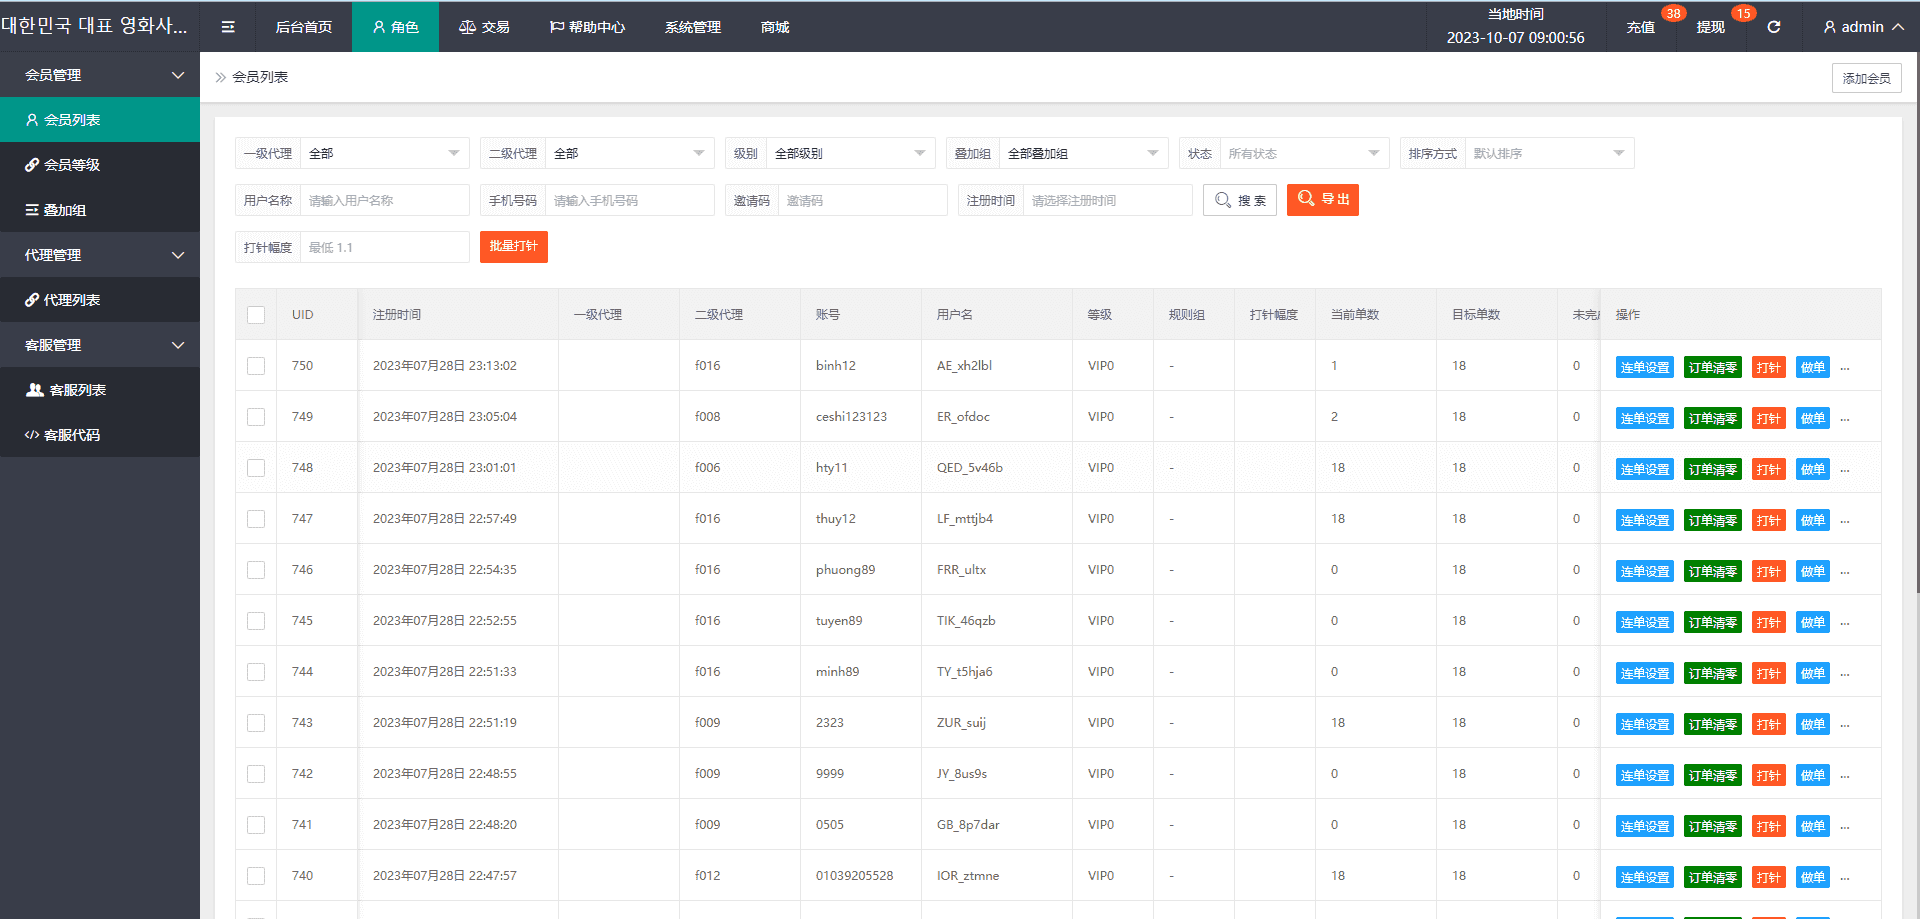 대한민국 대표 영화사...
后台首页 角色 交易 帮助中心 系统管理 商城
当地时间
2023-10-07 09:00:56
充值 38 提现 15 admin
会员管理
会员列表
会员等级
叠加组
代理管理
代理列表
客服管理
客服列表
客服代码
会员列表 添加会员
一级代理 全部 二级代理 全部 级别 全部级别 叠加组 全部叠加组 状态 所有状态 排序方式 默认排序
用户名称 请输入用户名称 手机号码 请输入手机号码 邀请码 邀请码 注册时间 请选择注册时间 搜 索 导 出
打针幅度 最低 1.1 批量打针
UID 注册时间 一级代理 二级代理 账号 用户名 等级 规则组 打针幅度 当前单数 目标单数 未完 操作
750 2023年07月28日 23:13:02 f016 binh12 AE_xh2lbl VIP0 - 1 18 0 连单设置 订单清零 打针 做单 ...
749 2023年07月28日 23:05:04 f008 ceshi123123 ER_ofdoc VIP0 - 2 18 0 连单设置 订单清零 打针 做单 ...
748 2023年07月28日 23:01:01 f006 hty11 QED_5v46b VIP0 - 18 18 0 连单设置 订单清零 打针 做单 ...
747 2023年07月28日 22:57:49 f016 thuy12 LF_mttjb4 VIP0 - 18 18 0 连单设置 订单清零 打针 做单 ...
746 2023年07月28日 22:54:35 f016 phuong89 FRR_ultx VIP0 - 0 18 0 连单设置 订单清零 打针 做单 ...
745 2023年07月28日 22:52:55 f016 tuyen89 TIK_46qzb VIP0 - 0 18 0 连单设置 订单清零 打针 做单 ...
744 2023年07月28日 22:51:33 f016 minh89 TY_t5hja6 VIP0 - 0 18 0 连单设置 订单清零 打针 做单 ...
743 2023年07月28日 22:51:19 f009 2323 ZUR_suij VIP0 - 18 18 0 连单设置 订单清零 打针 做单 ...
742 2023年07月28日 22:48:55 f009 9999 JY_8us9s VIP0 - 0 18 0 连单设置 订单清零 打针 做单 ...
741 2023年07月28日 22:48:20 f009 0505 GB_8p7dar VIP0 - 0 18 0 连单设置 订单清零 打针 做单 ...
740 2023年07月28日 22:47:57 f012 01039205528 IOR_ztmne VIP0 - 18 18 0 连单设置 订单清零 打针 做单 ...